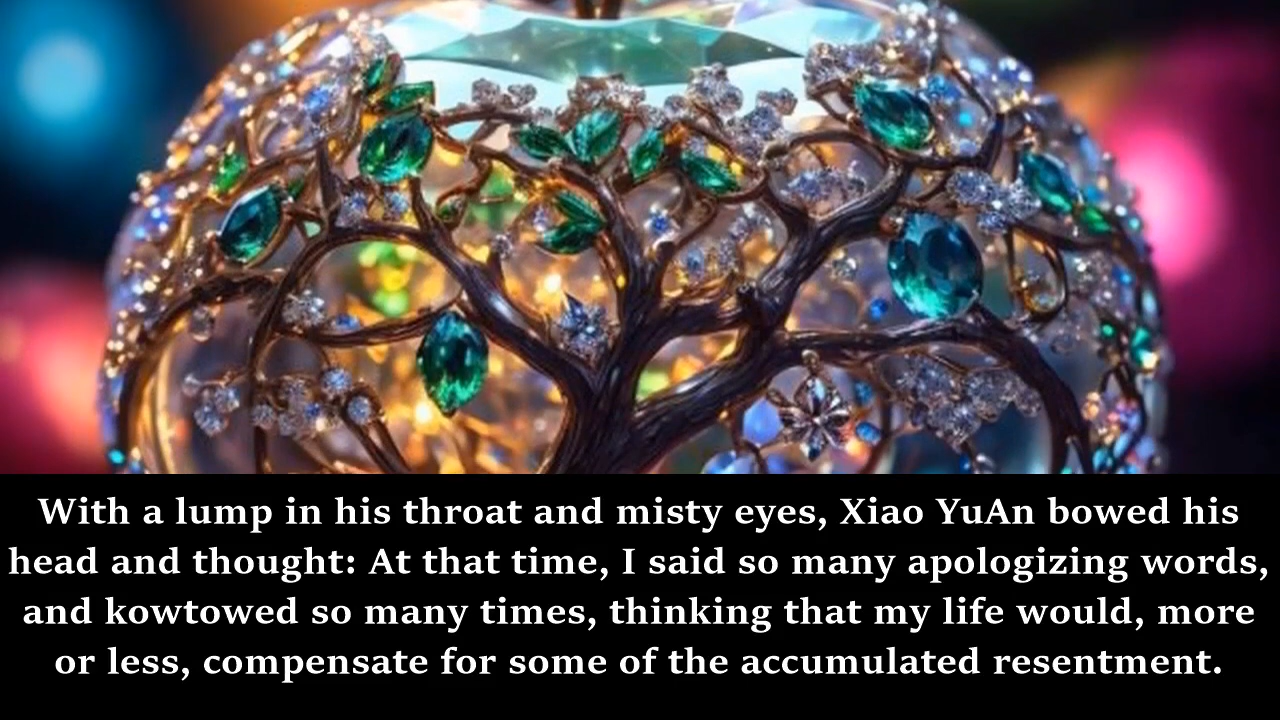 With a lump in his throat and misty eyes, Xiao YuAn bowed his
head and thought: At that time, I said so many apologizing words,
and kowtowed so many times, thinking that my life would, more
or less, compensate for some of the accumulated resentment.